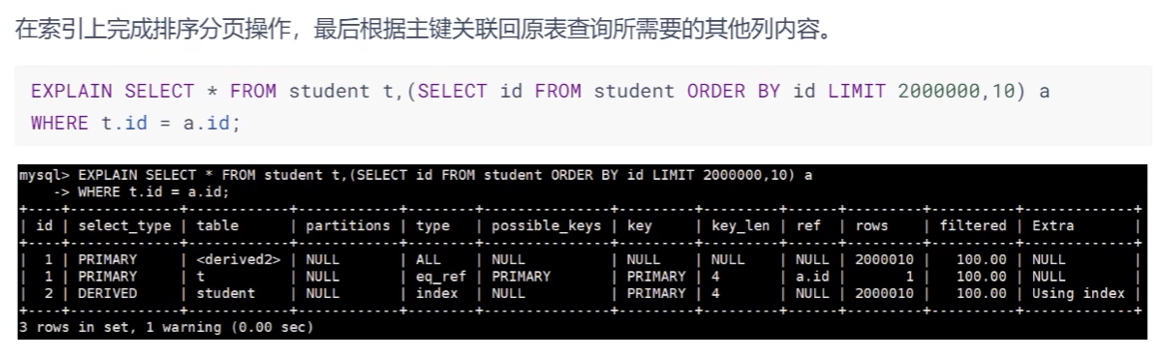 在索引上完成排序分页操作，最后根据主键关联回原表查询所需要的其他列内容。
EXPLAIN SELECT * FROM student t,(SELECT id FROM student ORDER BY id LIMIT 2000000,10) a
WHERE t.id = a.id;
mysql> EXPLAIN SELECT * FROM student t,(SELECT id FROM student ORDER BY id LIMIT 2000000,10) a
    -> WHERE t.id = a.id;
+----+-------------+------------+------------+--------+---------------+---------+---------+------+---------+----------+-------------+
| id | select_type | table      | partitions | type   | possible_keys | key     | key_len | ref  | rows    | filtered | Extra       |
+----+-------------+------------+------------+--------+---------------+---------+---------+------+---------+----------+-------------+
|  1 | PRIMARY     | <derived2> | NULL       | ALL    | NULL          | NULL    | NULL    | NULL | 2000010 |   100.00 | NULL        |
|  1 | PRIMARY     | t          | NULL       | eq_ref | PRIMARY       | PRIMARY | 4       | a.id |       1 |   100.00 | NULL        |
|  2 | DERIVED     | student    | NULL       | index  | NULL          | PRIMARY | 4       | NULL | 2000010 |   100.00 | Using index |
+----+-------------+------------+------------+--------+---------------+---------+---------+------+---------+----------+-------------+
3 rows in set, 1 warning (0.00 sec)